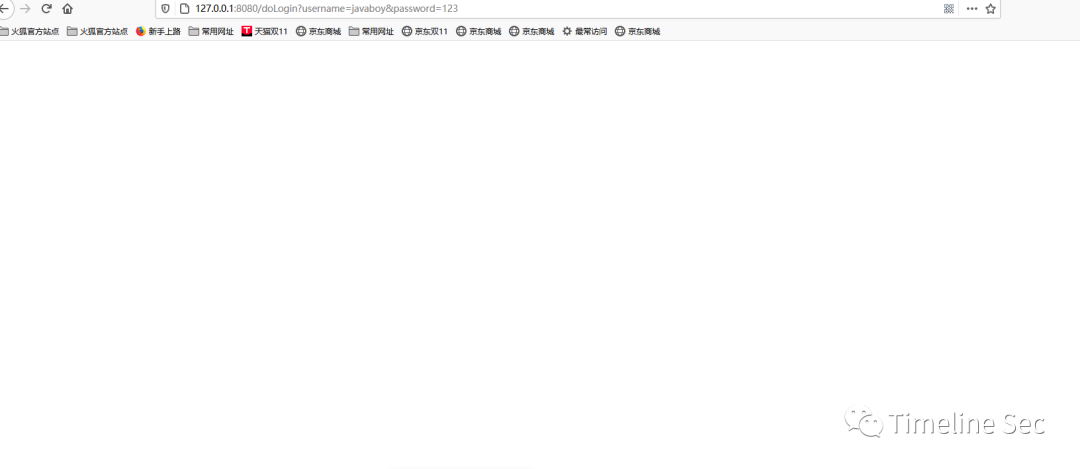 127.0.0.1:8080/doLogin?username=javaboy&password=123
火狐官方站点 火狐官方站点 新手上路 常用网址 天猫双11 京东商城 常用网址 京东双11 京东商城 京东商城 最常访问 京东商城
Timeline Sec